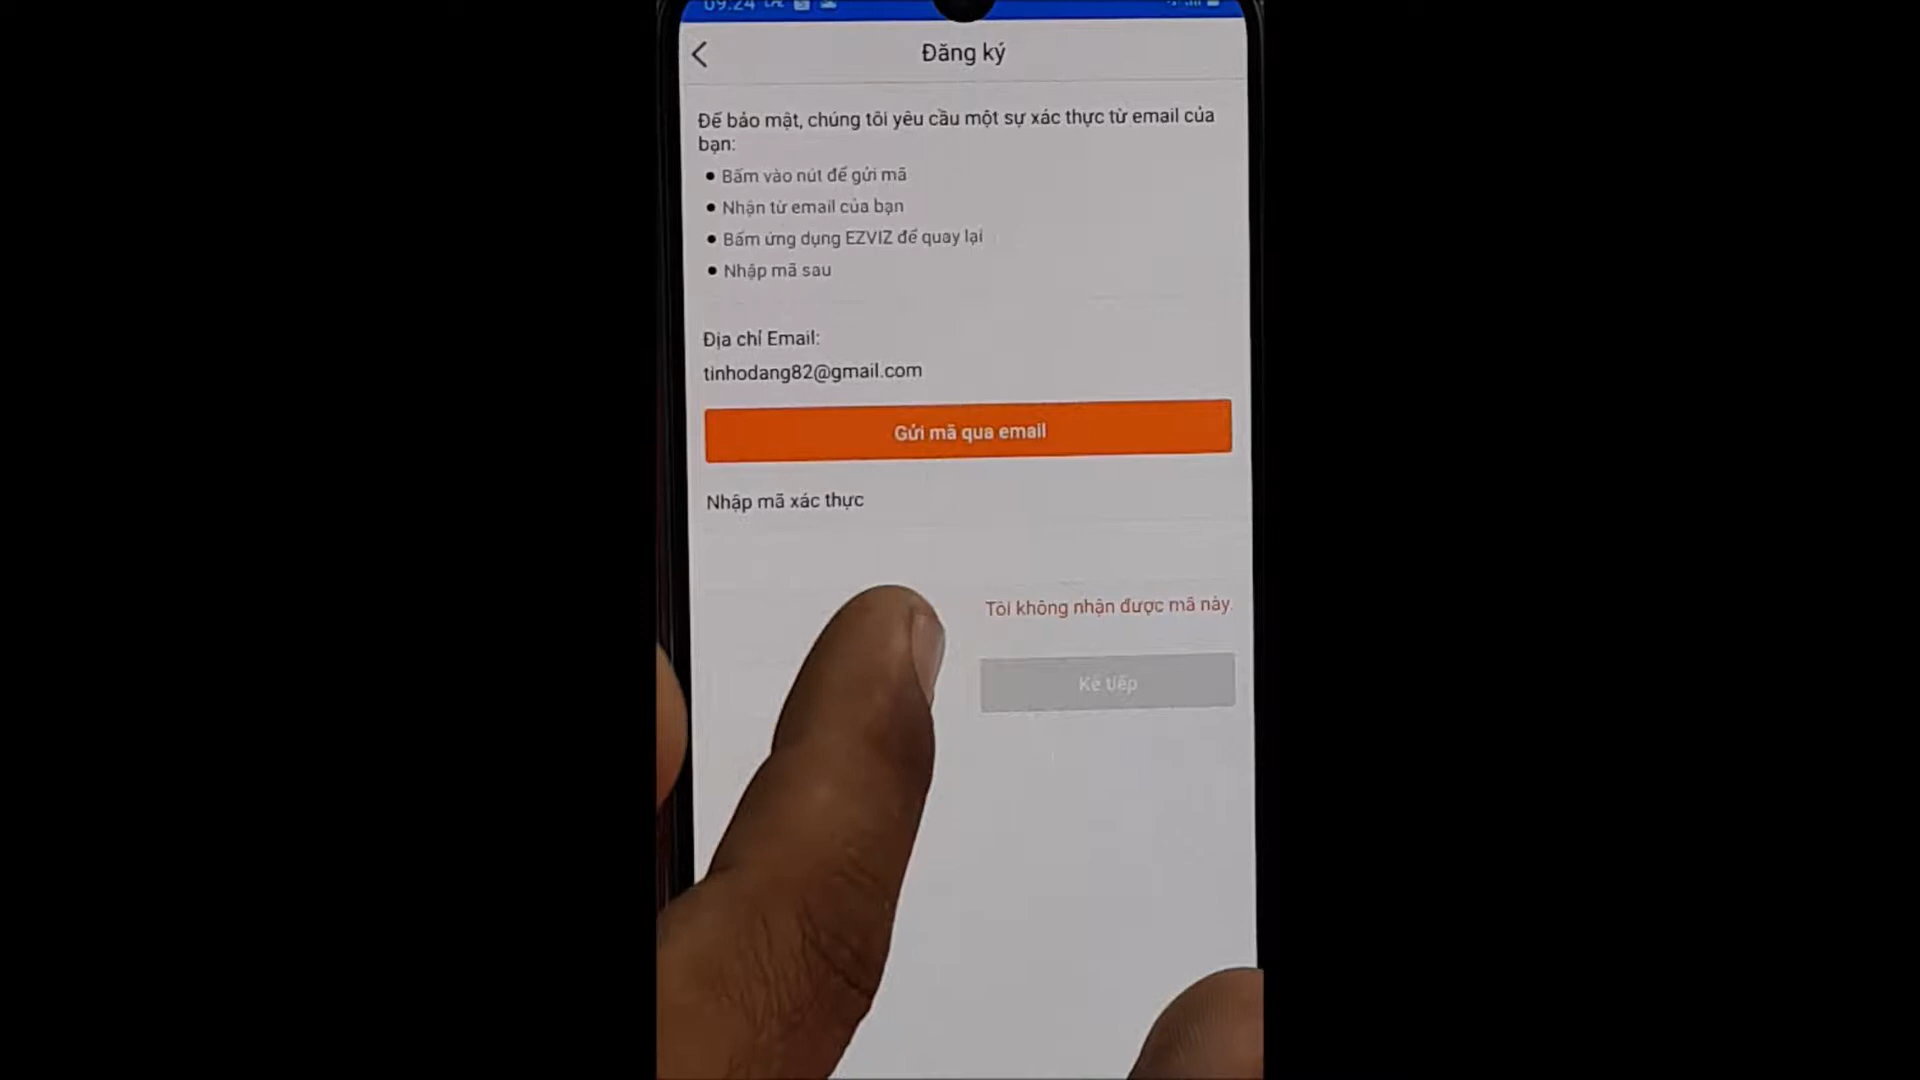 09:24
Đăng ký
Để bảo mật, chúng tôi yêu cầu một sự xác thực từ email của
bạn:
Bấm vào nút để gửi mã
Nhận từ email của bạn
Bấm ứng dụng EZVIZ để quay lại
Nhập mã sau
Địa chỉ Email:
tinhodang82@gmail.com
Gửi mã qua email
Nhập mã xác thực
Tôi không nhận được mã này.
Kế tiếp